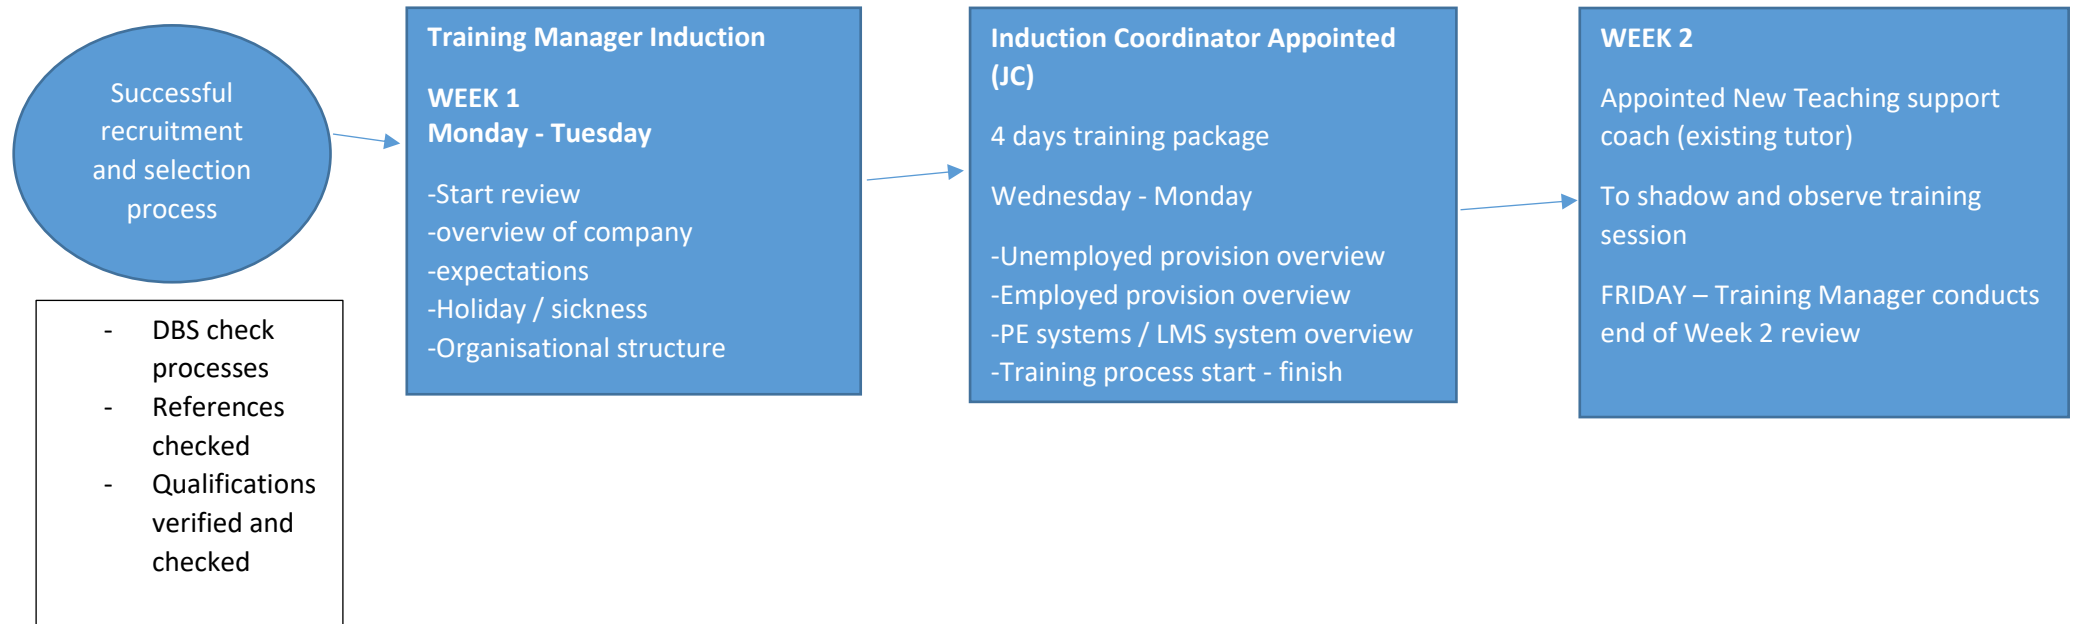 Successful
recruitment
and selection
process
- DBS check
processes
- References
checked
- Qualifications
verified and
checked
Training Manager Induction
WEEK 1
Monday - Tuesday
-Start review
-overview of company
-expectations
-Holiday / sickness
-Organisational structure
Induction Coordinator Appointed
(JC)
4 days training package
Wednesday - Monday
-Unemployed provision overview
-Employed provision overview
-PE systems / LMS system overview
-Training process start - finish
WEEK 2
Appointed New Teaching support
coach (existing tutor)
To shadow and observe training
session
FRIDAY – Training Manager conducts
end of Week 2 review